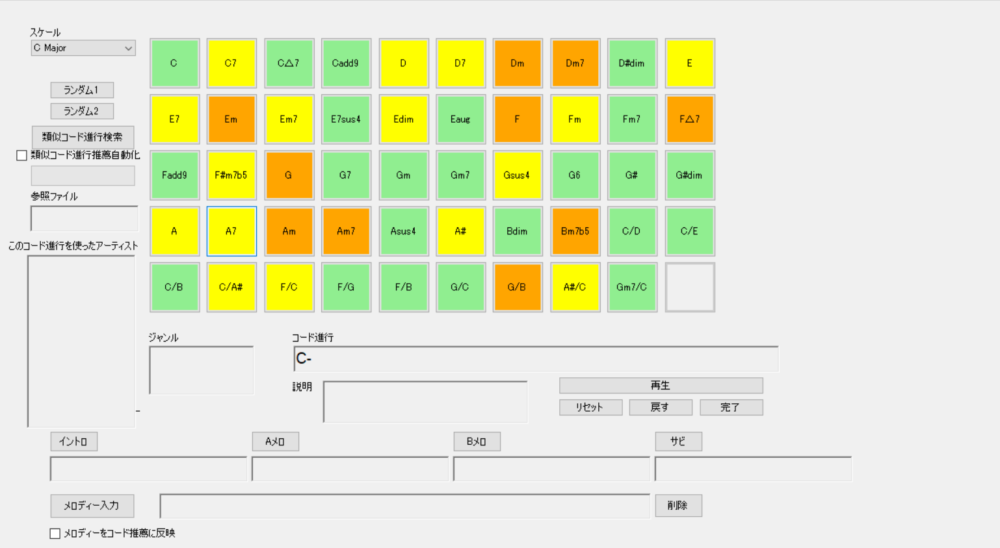 スケール
C Major
ランダム1
ランダム2
類似コード進行検索
類似コード進行推薦自動化
参照ファイル
このコード進行を使ったアーティスト
C C7 C△7 Cadd9 D D7 Dm Dm7 D#dim E
E7 Em Em7 E7sus4 Edim Eaug F Fm Fm7 F△7
Fadd9 F#m7b5 G G7 Gm Gm7 Gsus4 G6 G# G#dim
A A7 Am Am7 Asus4 A# Bdim Bm7b5 C/D C/E
C/B C/A# F/C F/G F/B G/C G/B A#/C Gm7/C
ジャンル
コード進行
C-
説明
再生
リセット 戻す 完了
イントロ Aメロ Bメロ サビ
メロディー入力 削除
メロディーをコード推薦に反映